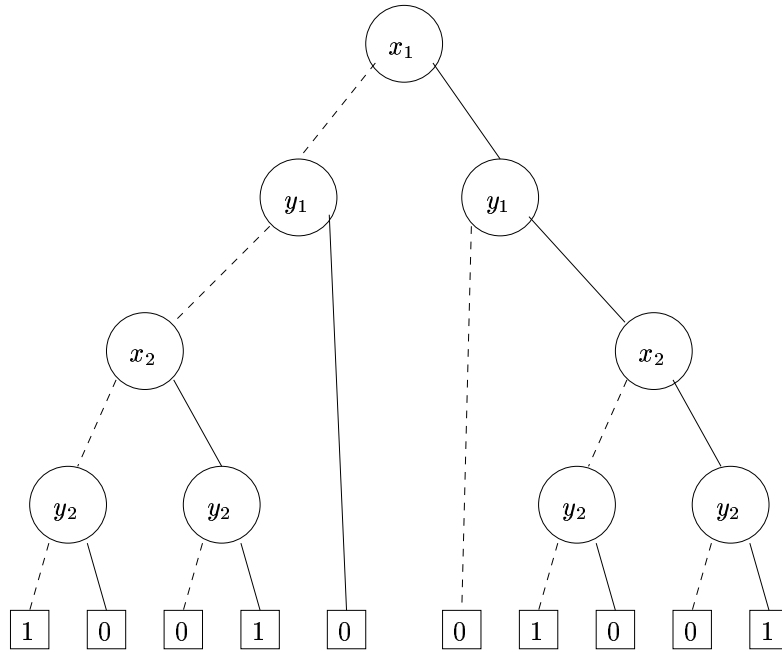 x₁
y₁ y₁
x₂ x₂
y₂ y₂ y₂ y₂
1 0 0 1 0 0 1 0 0 1